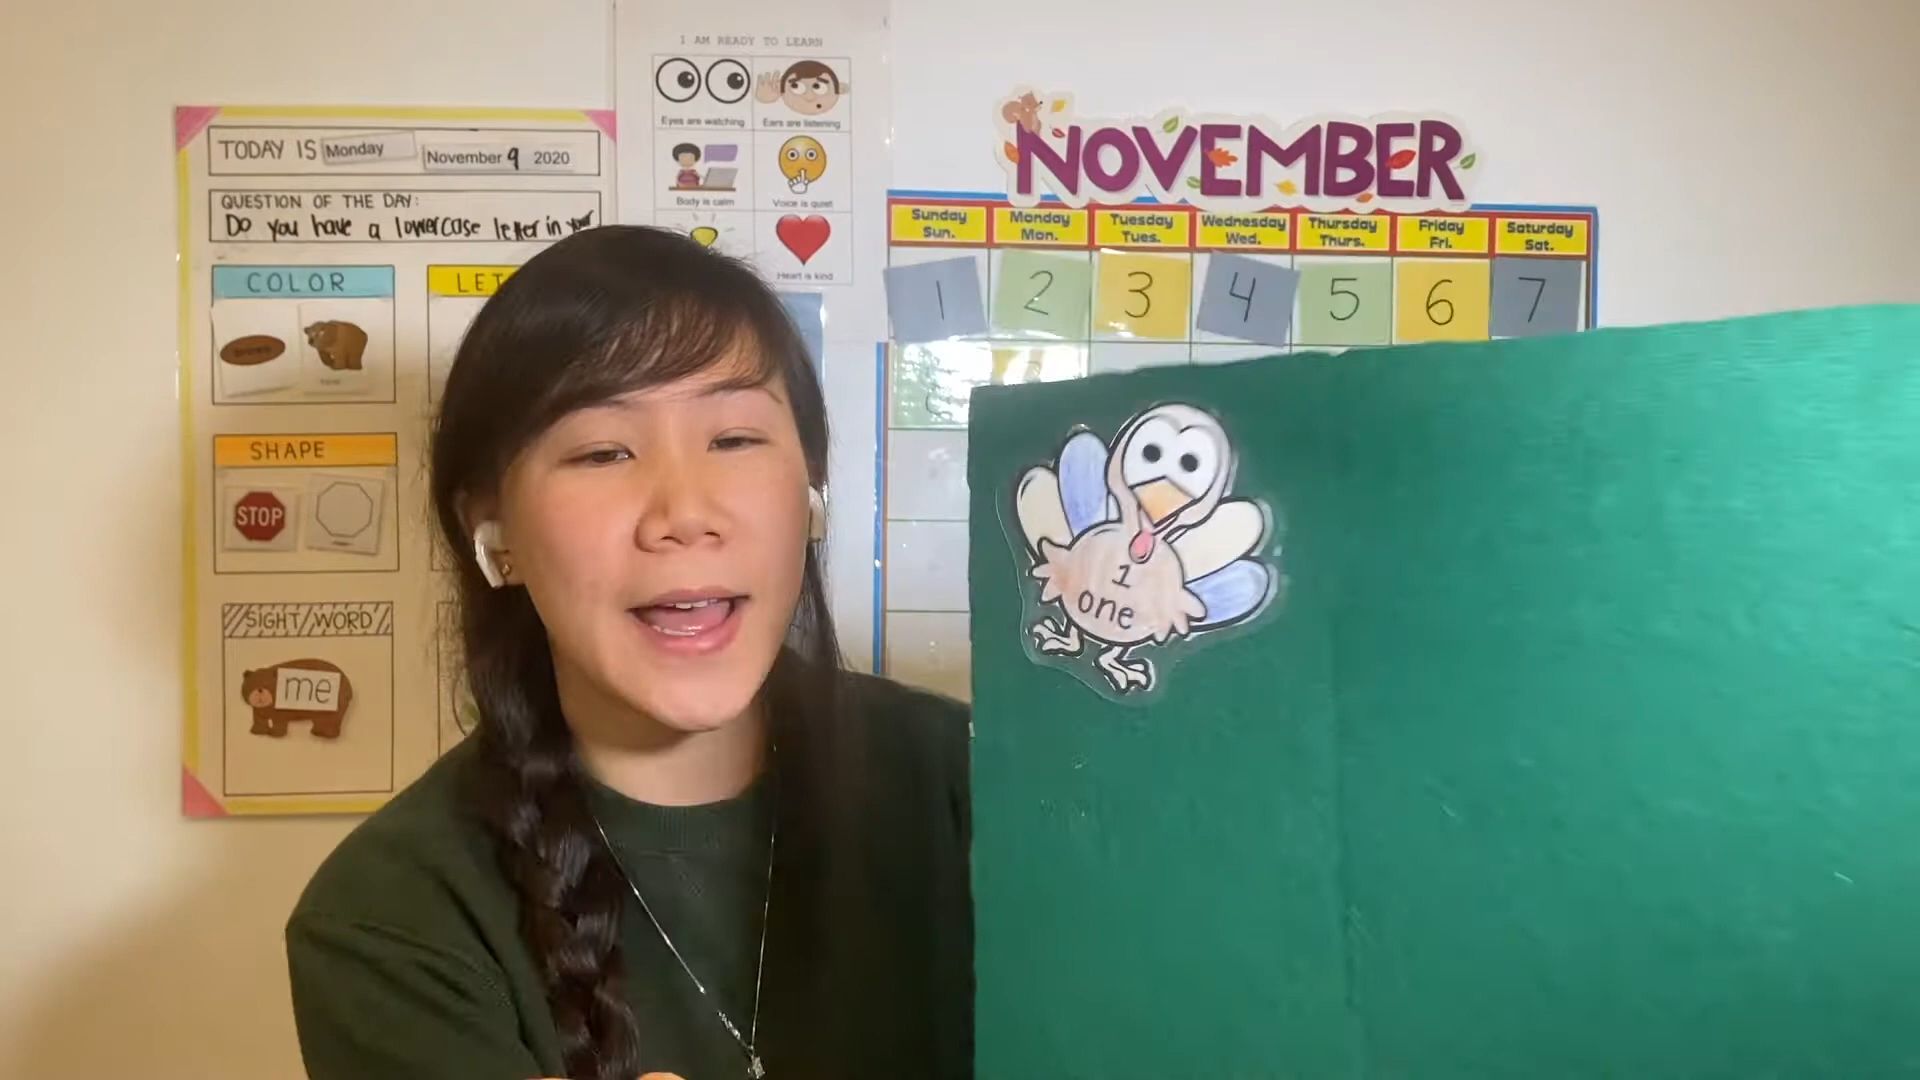 I AM READY TO LEARN
Eyes are watching
Ears are listening
Body is calm
Voice is quiet
Heart is kind
TODAY IS Monday November 9 2020
QUESTION OF THE DAY:
Do you have a lowercase letter in your
COLOR
SHAPE
STOP
SIGHT WORD
me
NOVEMBER
Sunday Monday Tuesday Wednesday Thursday Friday Saturday
Sun. Mon. Tues. Wed. Thurs. Fri. Sat.
1 2 3 4 5 6 7
1
one